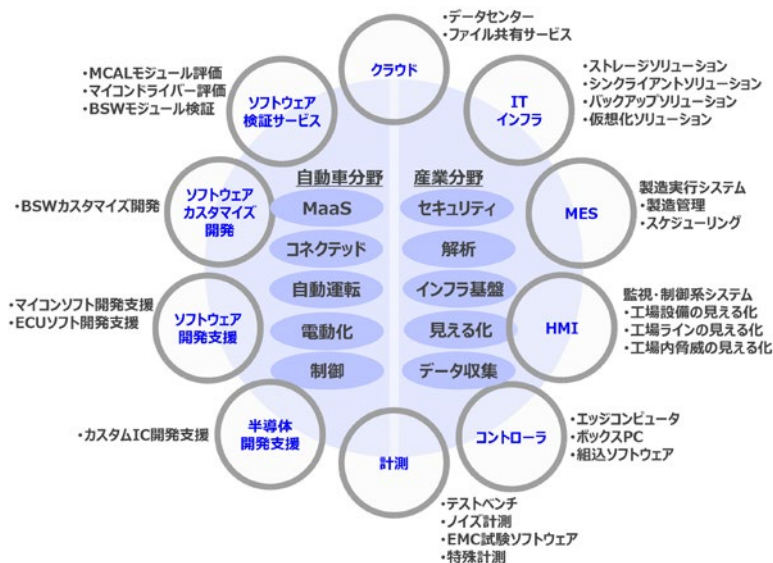 クラウド
・データセンター
・ファイル共有サービス
IT
インフラ
・ストレージソリューション
・シンクライアントソリューション
・バックアップソリューション
・仮想化ソリューション
MES
製造実行システム
・製造管理
・スケジューリング
HMI
監視・制御系システム
・工場設備の見える化
・工場ラインの見える化
・工場内脅威の見える化
コントローラ
・エッジコンピュータ
・ボックスPC
・組込ソフトウェア
計測
・テストベンチ
・ノイズ計測
・EMC試験ソフトウェア
・特殊計測
半導体
開発支援
・カスタムIC開発支援
ソフトウェア
開発支援
・マイコンソフト開発支援
・ECUソフト開発支援
ソフトウェア
カスタマイズ
開発
・BSWカスタマイズ開発
ソフトウェア
検証サービス
・MCALモジュール評価
・マイコンドライバー評価
・BSWモジュール検証
自動車分野
MaaS
コネクテッド
自動運転
電動化
制御
産業分野
セキュリティ
解析
インフラ基盤
見える化
データ収集